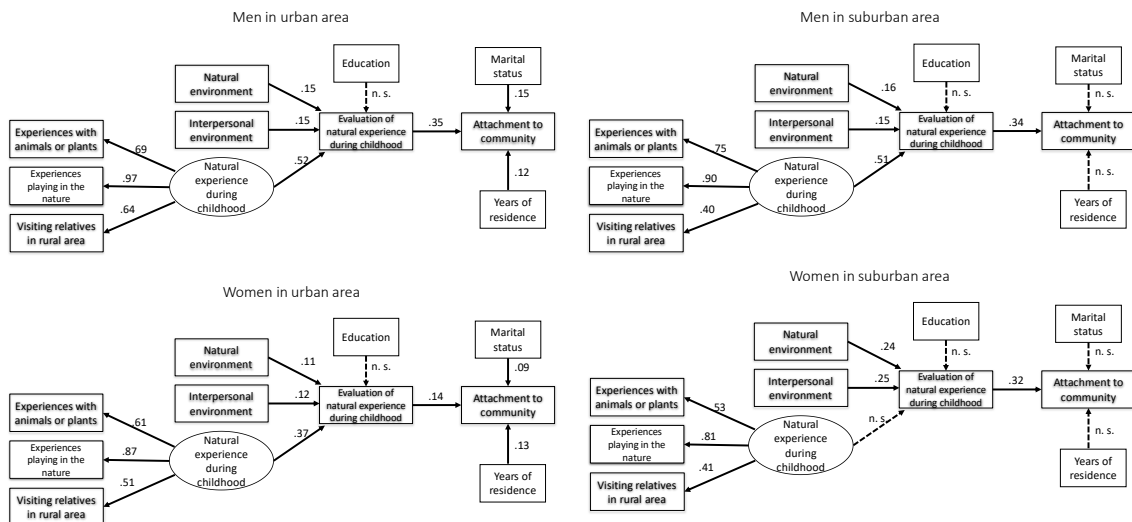 Men in urban area
Education
Marital
status
Natural
environment
.15
n. s.
.15
Interpersonal
environment
.15
Evaluation of
natural experience
during childhood
.35
Attachment to
community
Experiences with
animals or plants
.69
.52
.12
Experiences
playing in the
nature
.97
Natural
experience
during
childhood
Visiting relatives
in rural area
.64
Years of
residence
Men in suburban area
Education
Marital
status
Natural
environment
.16
n. s.
n. s.
Interpersonal
environment
.15
Evaluation of
natural experience
during childhood
.34
Attachment to
community
Experiences with
animals or plants
.75
.51
n. s.
Experiences
playing in the
nature
.90
Natural
experience
during
childhood
Visiting relatives
in rural area
.40
Years of
residence
Women in urban area
Education
Marital
status
Natural
environment
.11
n. s.
.09
Interpersonal
environment
.12
Evaluation of
natural experience
during childhood
.14
Attachment to
community
Experiences with
animals or plants
.61
.37
.13
Experiences
playing in the
nature
.87
Natural
experience
during
childhood
Visiting relatives
in rural area
.51
Years of
residence
Women in suburban area
Education
Marital
status
Natural
environment
.24
n. s.
n. s.
Interpersonal
environment
.25
Evaluation of
natural experience
during childhood
.32
Attachment to
community
Experiences with
animals or plants
.53
n. s.
n. s.
Experiences
playing in the
nature
.81
Natural
experience during
childhood
Visiting relatives
in rural area
.41
Years of
residence